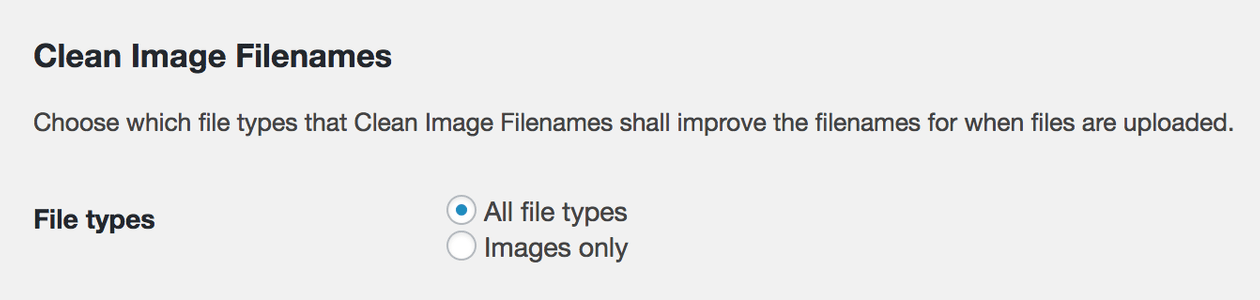 Clean Image Filenames
Choose which file types that Clean Image Filenames shall improve the filenames for when files are uploaded.
File types
All file types
Images only